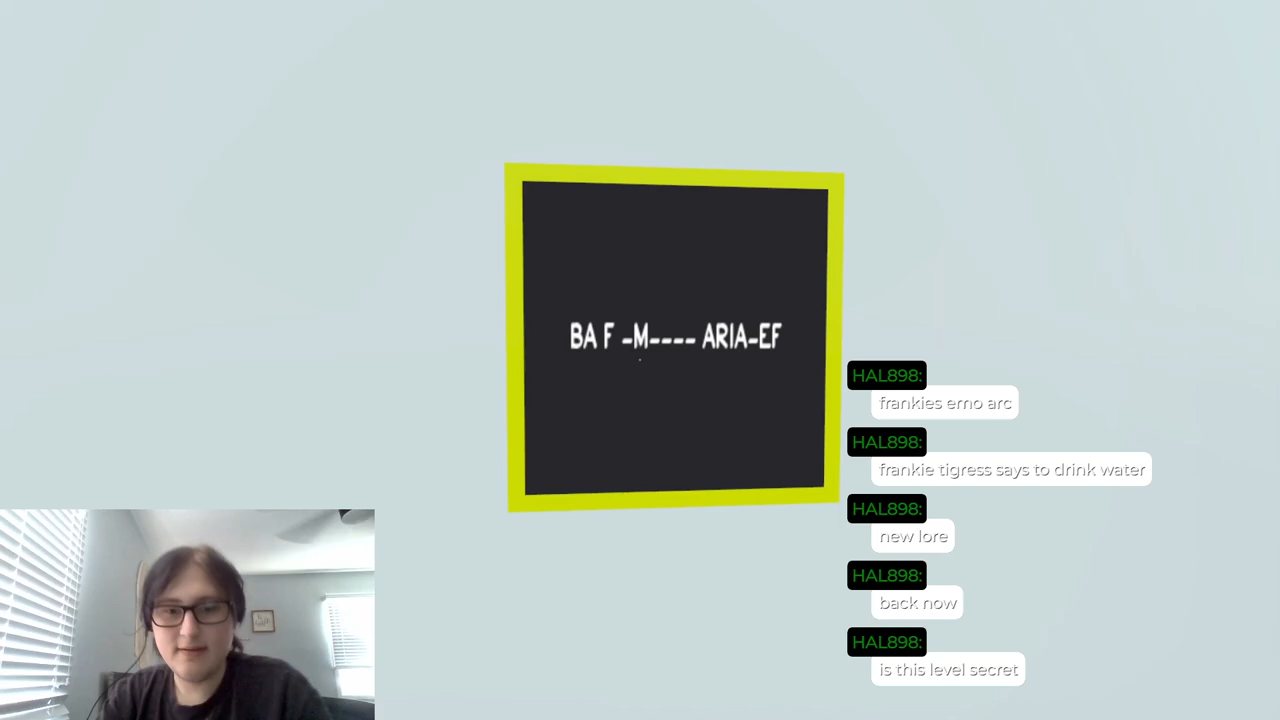 BA F -M---- ARIA-EF
HAL898:
frankies emo arc
HAL898:
frankie tigress says to drink water
HAL898:
new lore
HAL898:
back now
HAL898:
is this level secret